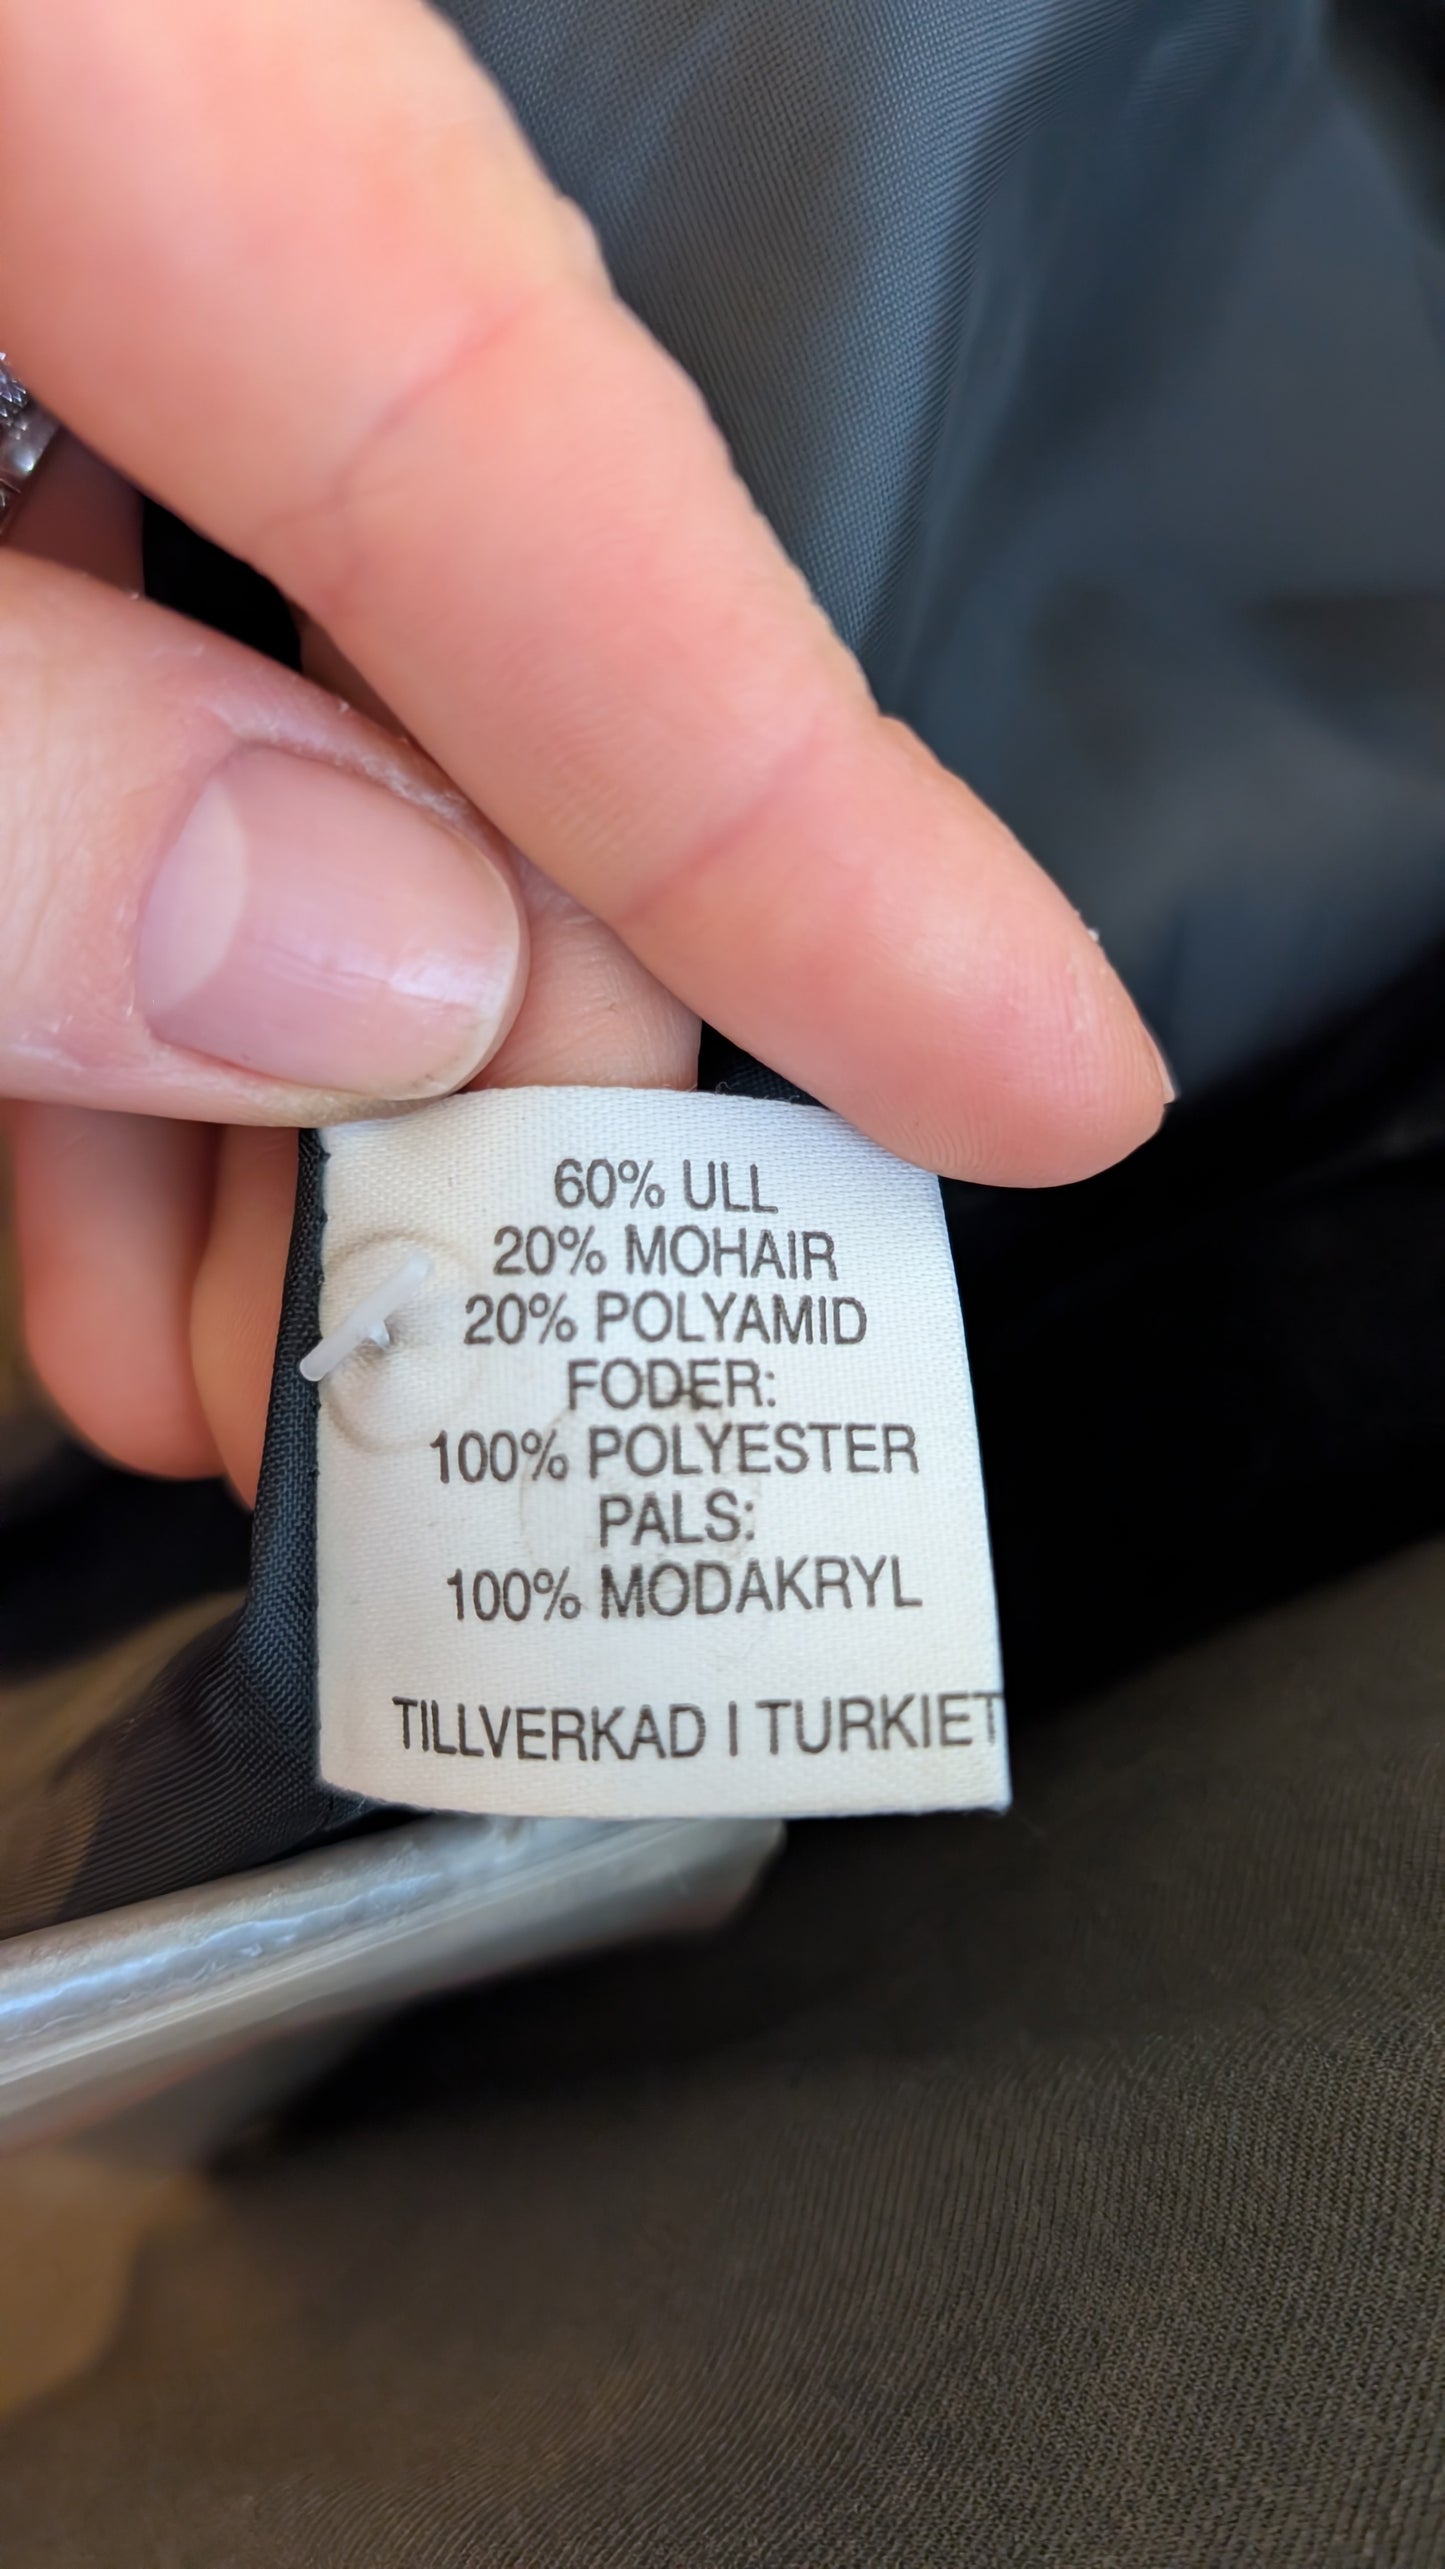 60% ULL
20% MOHAIR
20% POLYAMID
FODER:
100% POLYESTER
PALS:
100% MODAKRYL
TILLVERKAD I TURKIET